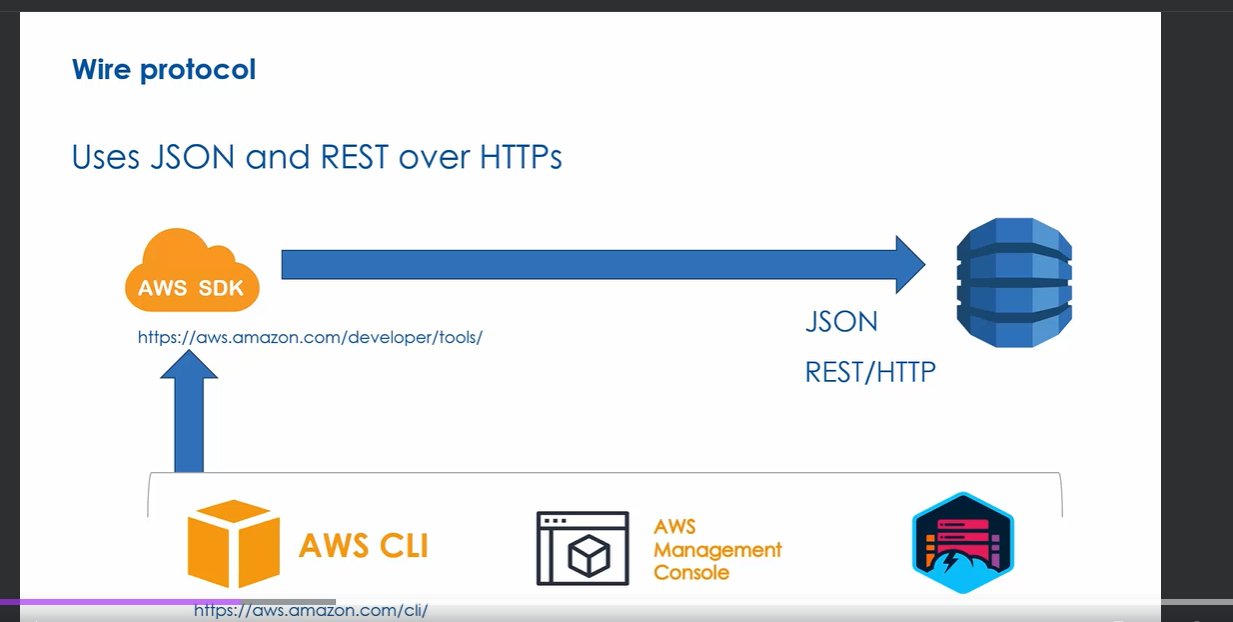 Wire protocol
Uses JSON and REST over HTTPs
AWS SDK
https://aws.amazon.com/developer/tools/
JSON
REST/HTTP
AWS CLI
https://aws.amazon.com/cli/
AWS
Management
Console